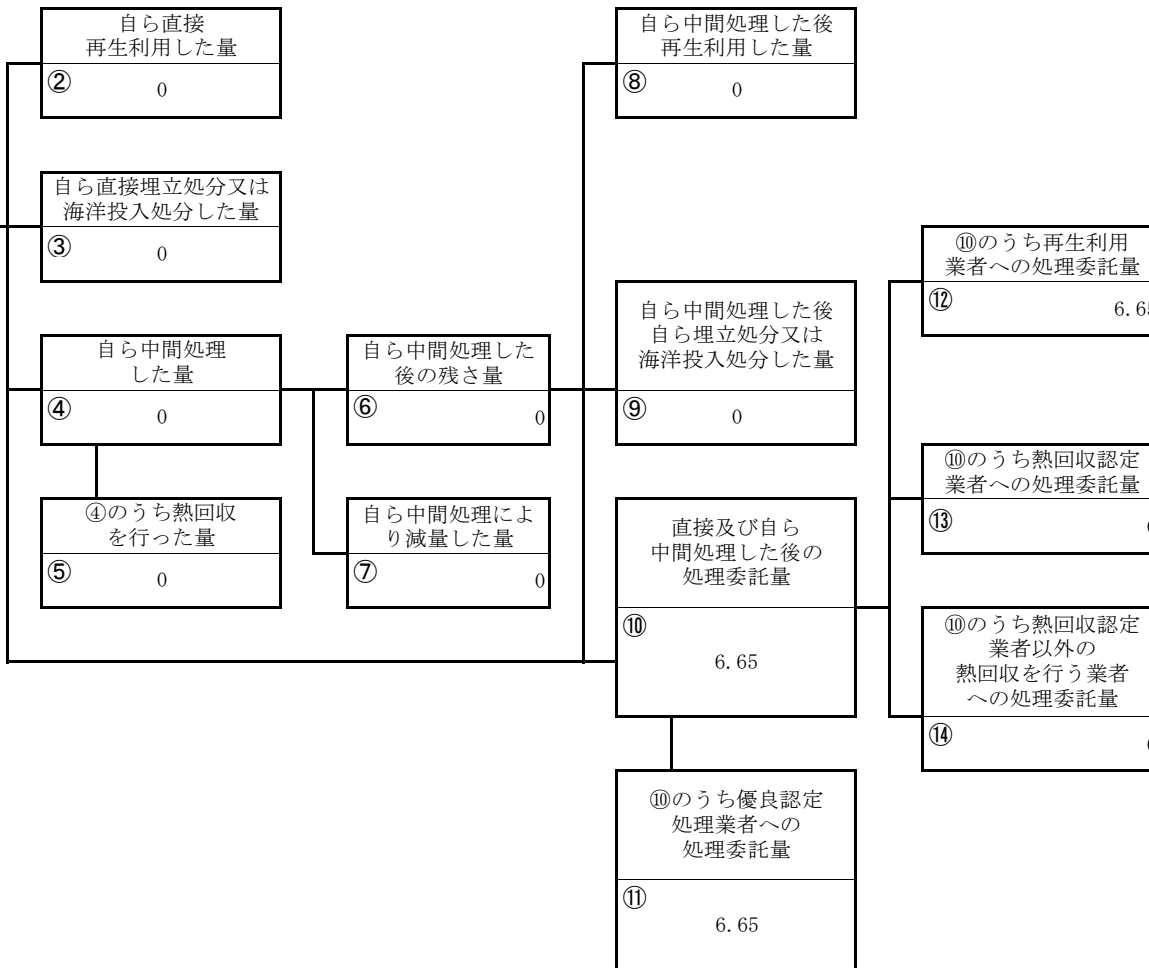 自ら直接
再生利用した量
②
0
自ら直接埋立処分又は
海洋投入処分した量
③
0
自ら中間処理
した量
④
0
④のうち熱回収
を行った量
⑤
0
自ら中間処理した
後の残さ量
⑥
0
自ら中間処理によ
り減量した量
⑦
0
自ら中間処理した後
再生利用した量
⑧
0
自ら中間処理した後
自ら埋立処分又は
海洋投入処分した量
⑨
0
直接及び自ら
中間処理した後の
処理委託量
⑩
6.65
⑩のうち優良認定
処理業者への
処理委託量
⑪
6.65
⑩のうち再生利用
業者への処理委託量
⑫
6.65
⑩のうち熱回収認定
業者への処理委託量
⑬
⑩のうち熱回収認定
業者以外の
熱回収を行う業者
への処理委託量
⑭